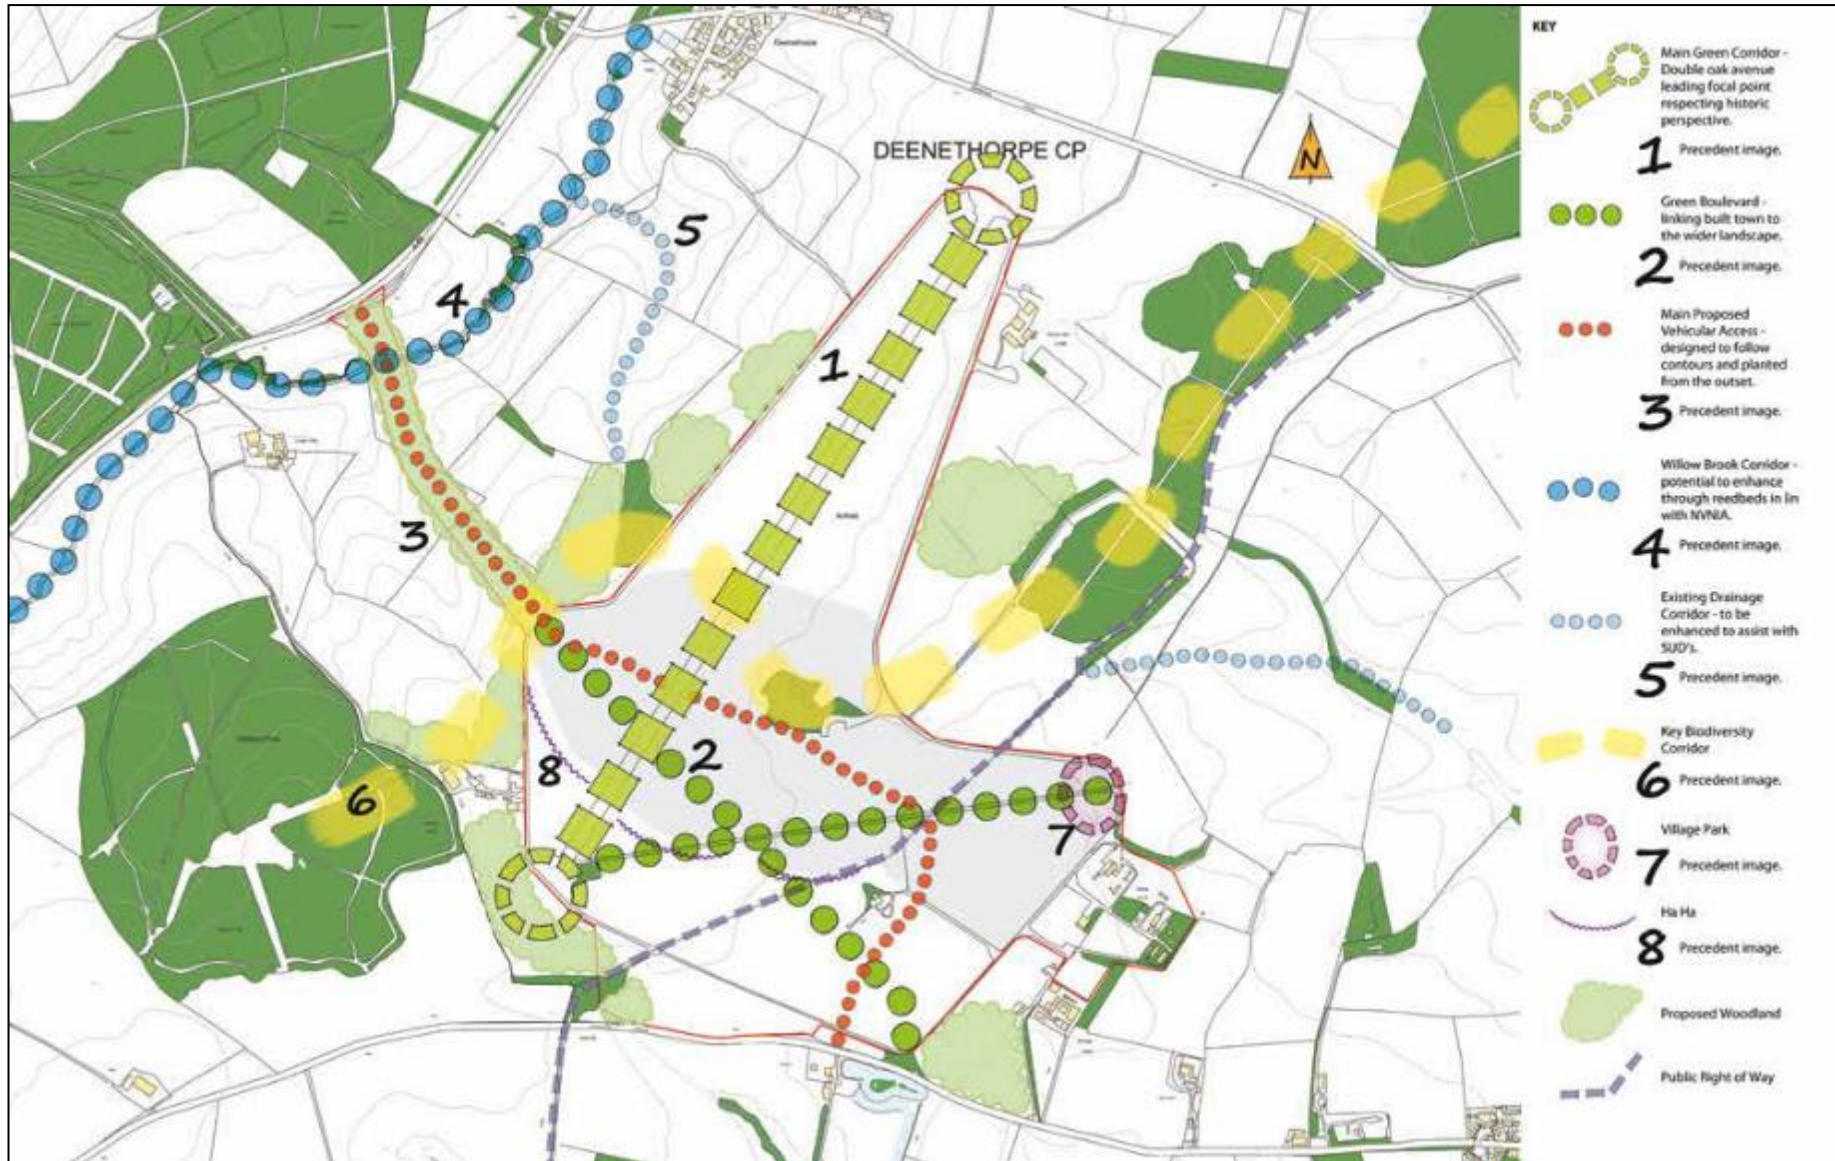 Deenethorpe
DEENETHORPE CP
N
1
2
3
4
5
6
7
8
Airfield
KEY
Main Green Corridor -
Double oak avenue
leading focal point
respecting historic
perspective.
1 Precedent image.
Green Boulevard -
linking built town to
the wider landscape.
2 Precedent image.
Main Proposed
Vehicular Access -
designed to follow
contours and planted
from the outset.
3 Precedent image.
Willow Brook Corridor -
potential to enhance
through reedbeds in lin
with NVNIA.
4 Precedent image.
Existing Drainage
Corridor - to be
enhanced to assist with
SUD's.
5 Precedent image.
Key Biodiversity
Corridor
6 Precedent image.
Village Park
7 Precedent image.
Ha Ha
8 Precedent image.
Proposed Woodland
Public Right of Way